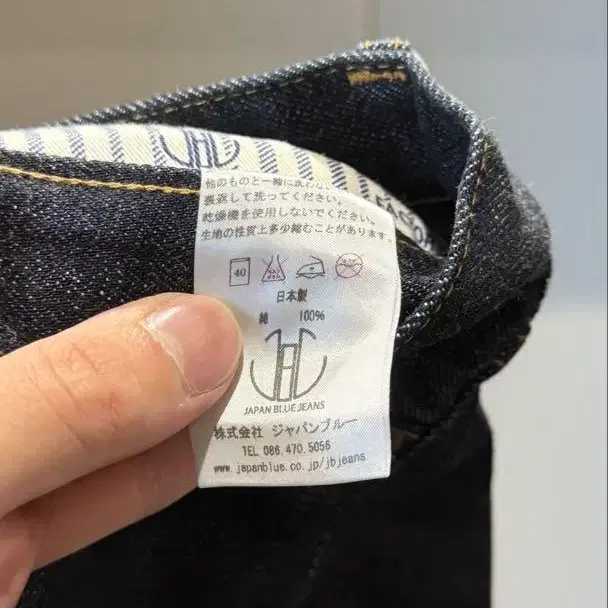 他のものと一緒に洗わない
裏返して洗ってください。
乾燥機を使用しないでください。
生地の性質上多少縮むことがあります。
40
日本製
綿 100%
JAPAN BLUE JEANS
株式会社 ジャパンブルー
TEL 086.470.5056
www.japanblue.co.jp/jbjeans